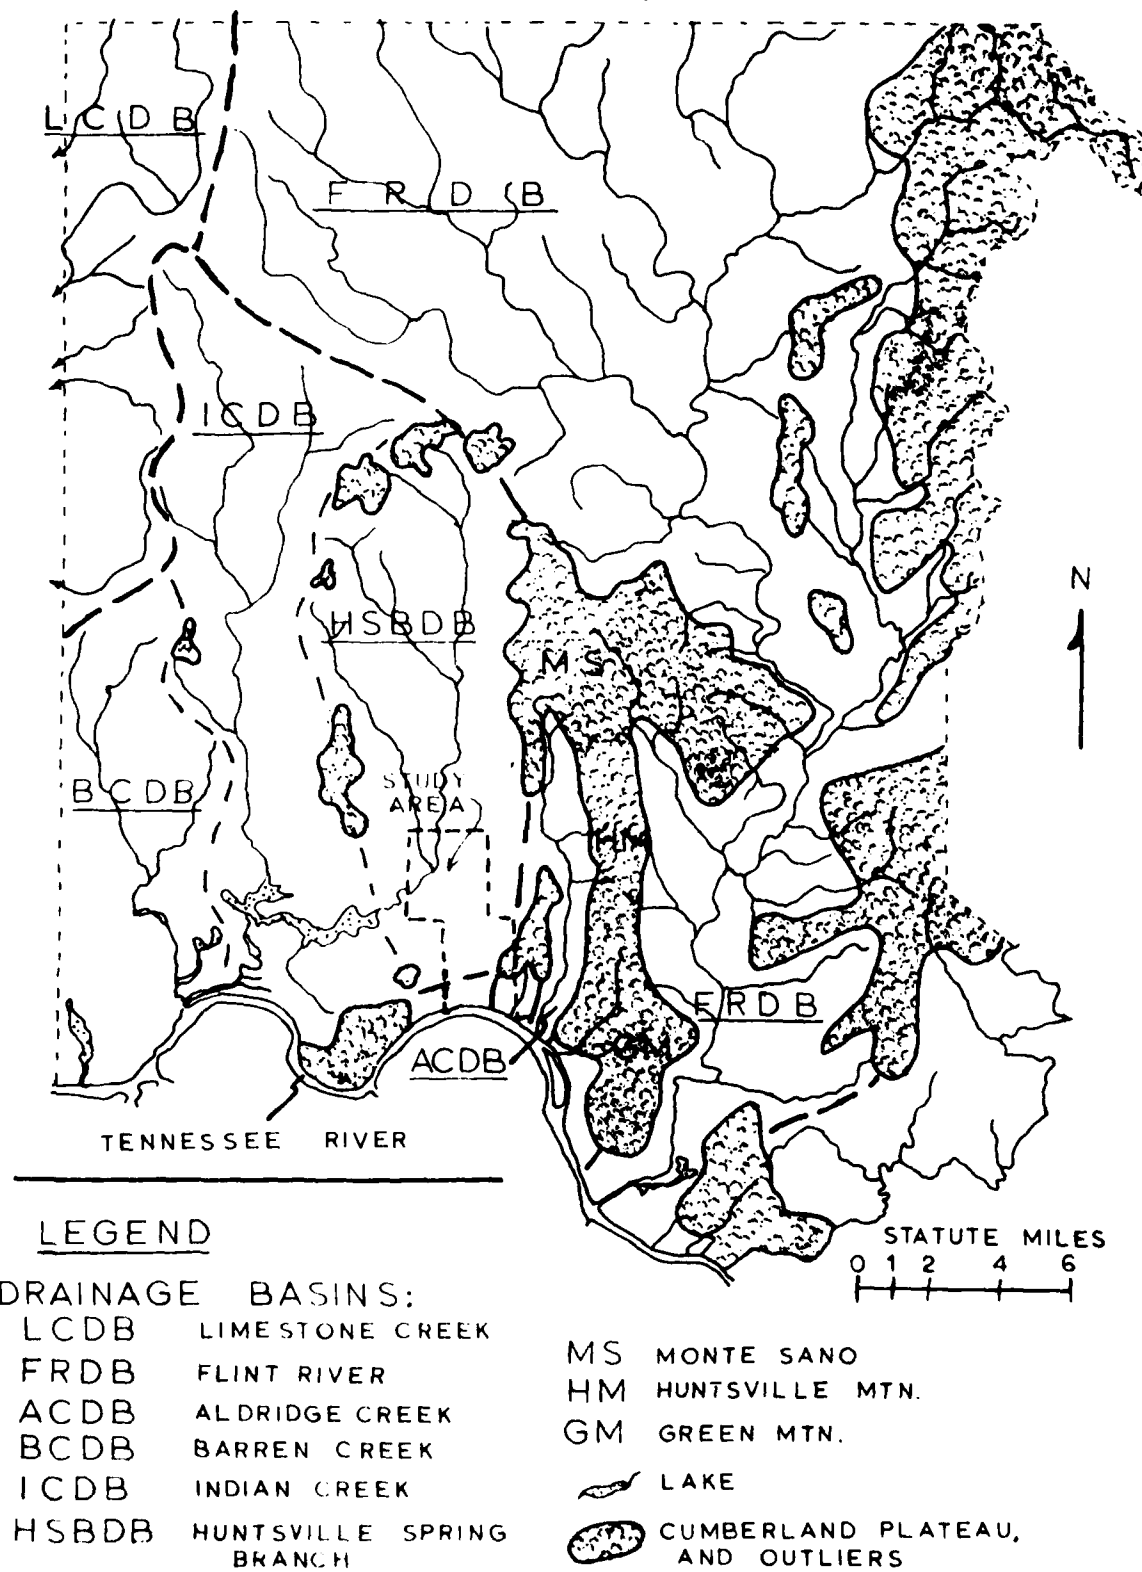 L C D B
F R D B
ICDB
N
HSBDB
MS
STUDY
AREA
BCDB
HM
FRDB
GM
ACDB
TENNESSEE RIVER
STATUTE MILES
0 1 2 4 6
LEGEND
DRAINAGE BASINS:
LCDB LIMESTONE CREEK
FRDB FLINT RIVER
ACDB ALDRIDGE CREEK
BCDB BARREN CREEK
ICDB INDIAN CREEK
HSBDB HUNTSVILLE SPRING
BRANCH
MS MONTE SANO
HM HUNTSVILLE MTN.
GM GREEN MTN.
LAKE
CUMBERLAND PLATEAU,
AND OUTLIERS